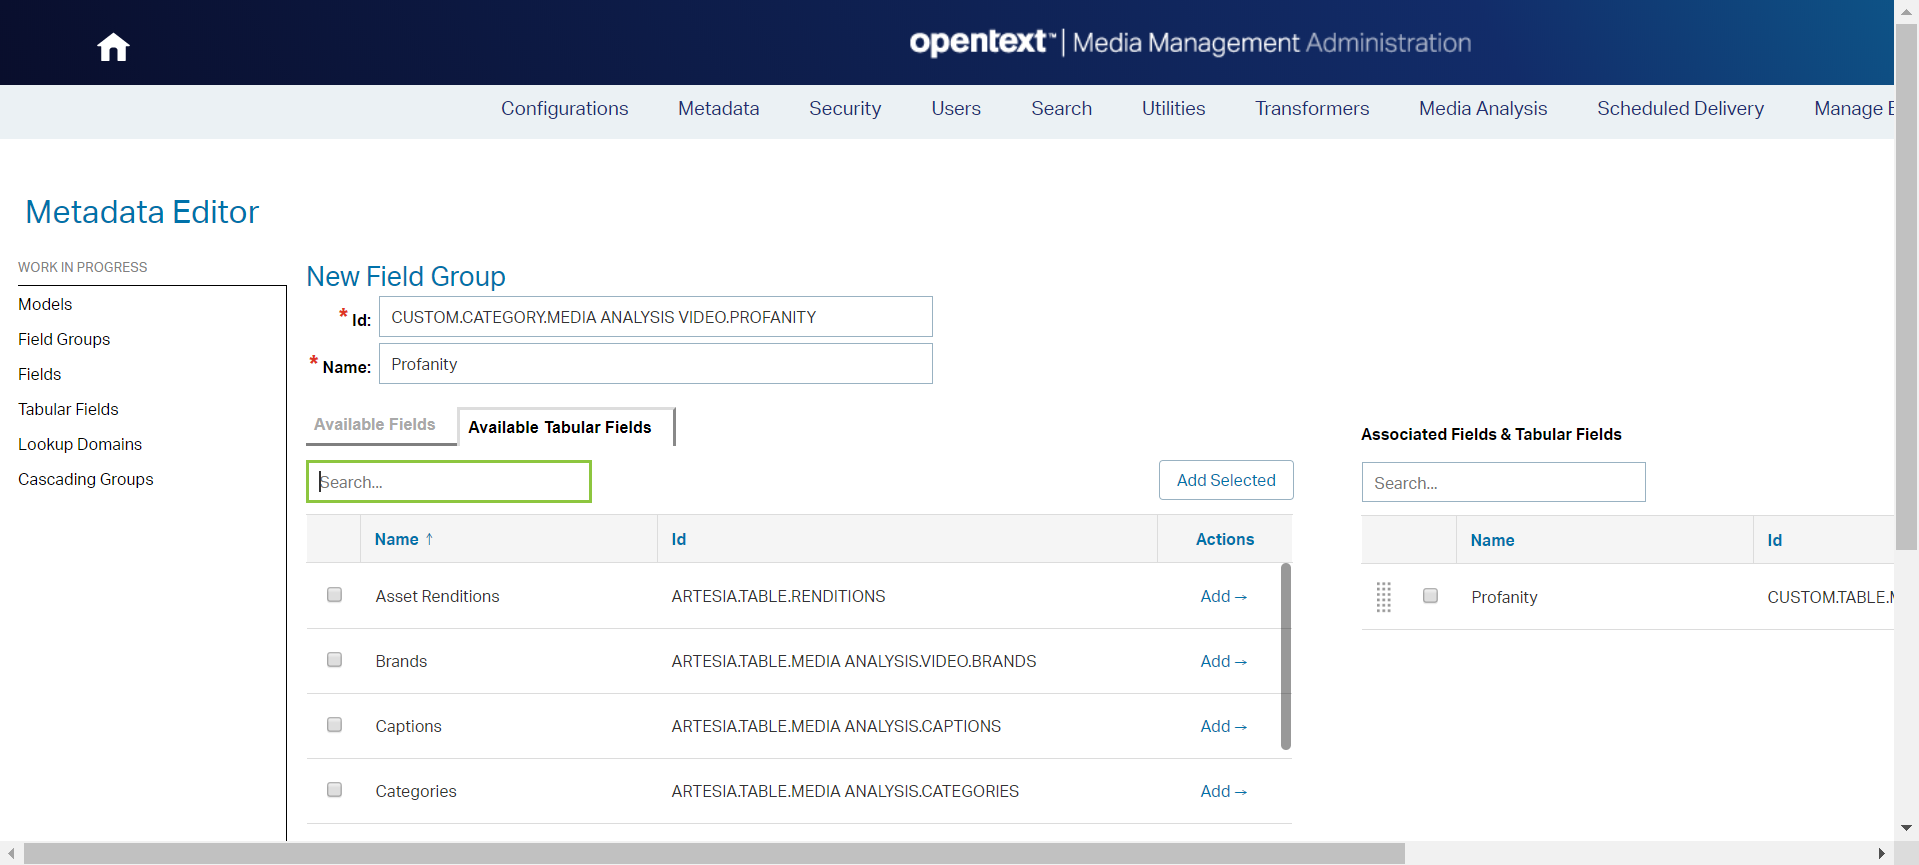 opentext™ | Media Management Administration
Configurations Metadata Security Users Search Utilities Transformers Media Analysis Scheduled Delivery Manage
Metadata Editor
WORK IN PROGRESS
Models
Field Groups
Fields
Tabular Fields
Lookup Domains
Cascading Groups
New Field Group
* Id: CUSTOM.CATEGORY.MEDIA ANALYSIS VIDEO.PROFANITY
* Name: Profanity
Available Fields Available Tabular Fields
Search... Add Selected
Name ↑ Id Actions
Asset Renditions ARTESIA.TABLE.RENDITIONS Add →
Brands ARTESIA.TABLE.MEDIA ANALYSIS.VIDEO.BRANDS Add →
Captions ARTESIA.TABLE.MEDIA ANALYSIS.CAPTIONS Add →
Categories ARTESIA.TABLE.MEDIA ANALYSIS.CATEGORIES Add →
Associated Fields & Tabular Fields
Search...
Name Id
Profanity CUSTOM.TABLE.